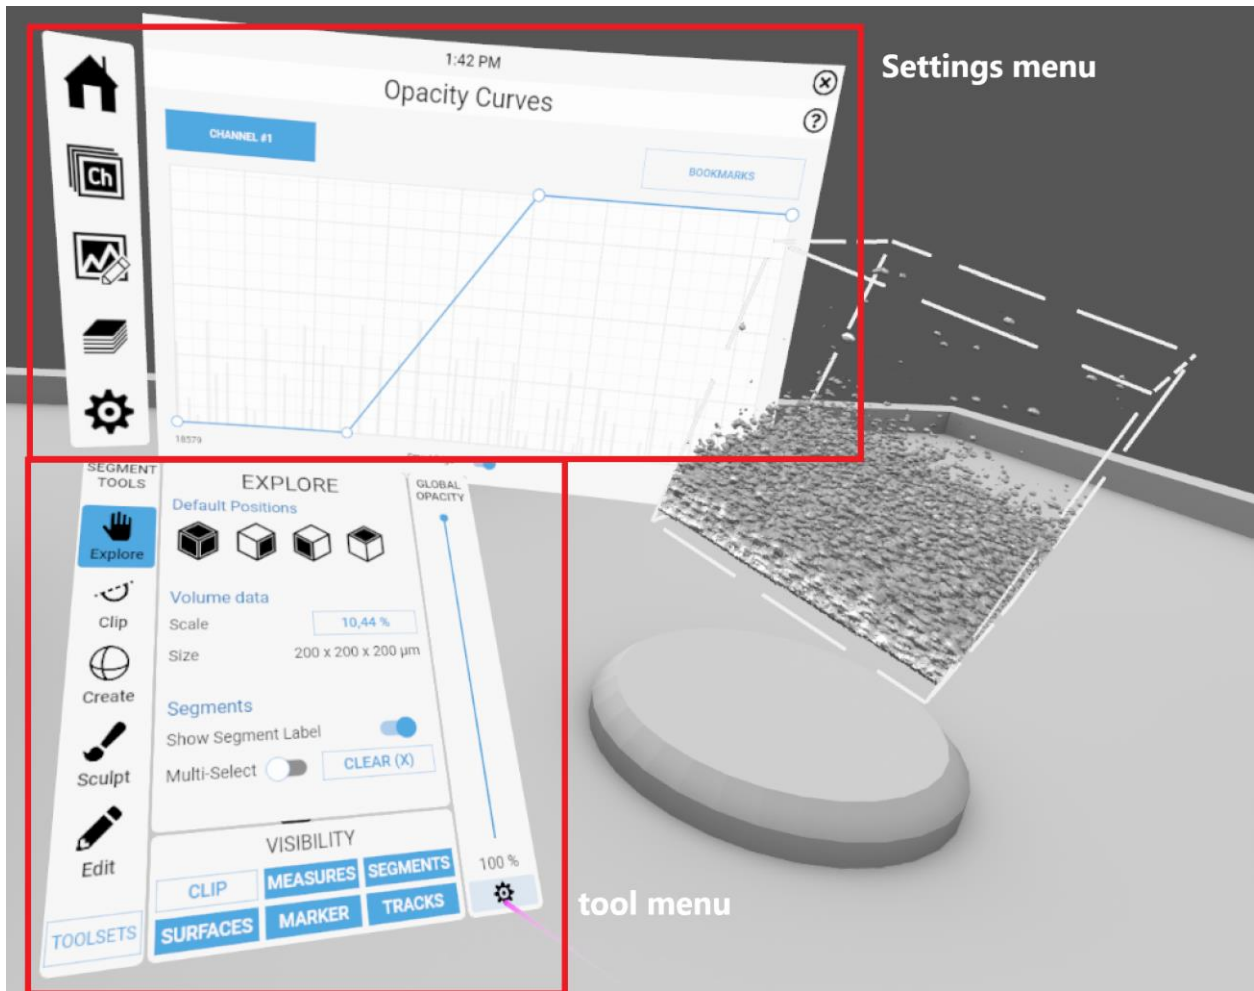 Settings menu
1:42 PM
Opacity Curves
CHANNEL #1
BOOKMARKS
Ch
18579
SEGMENT
TOOLS
Explore
Clip
Create
Sculpt
Edit
TOOLSETS
EXPLORE
Default Positions
Volume data
Scale 10,44 %
Size 200 x 200 x 200 µm
Segments
Show Segment Label
Multi-Select CLEAR (X)
VISIBILITY
CLIP MEASURES SEGMENTS
SURFACES MARKER TRACKS
GLOBAL
OPACITY
100 %
tool menu